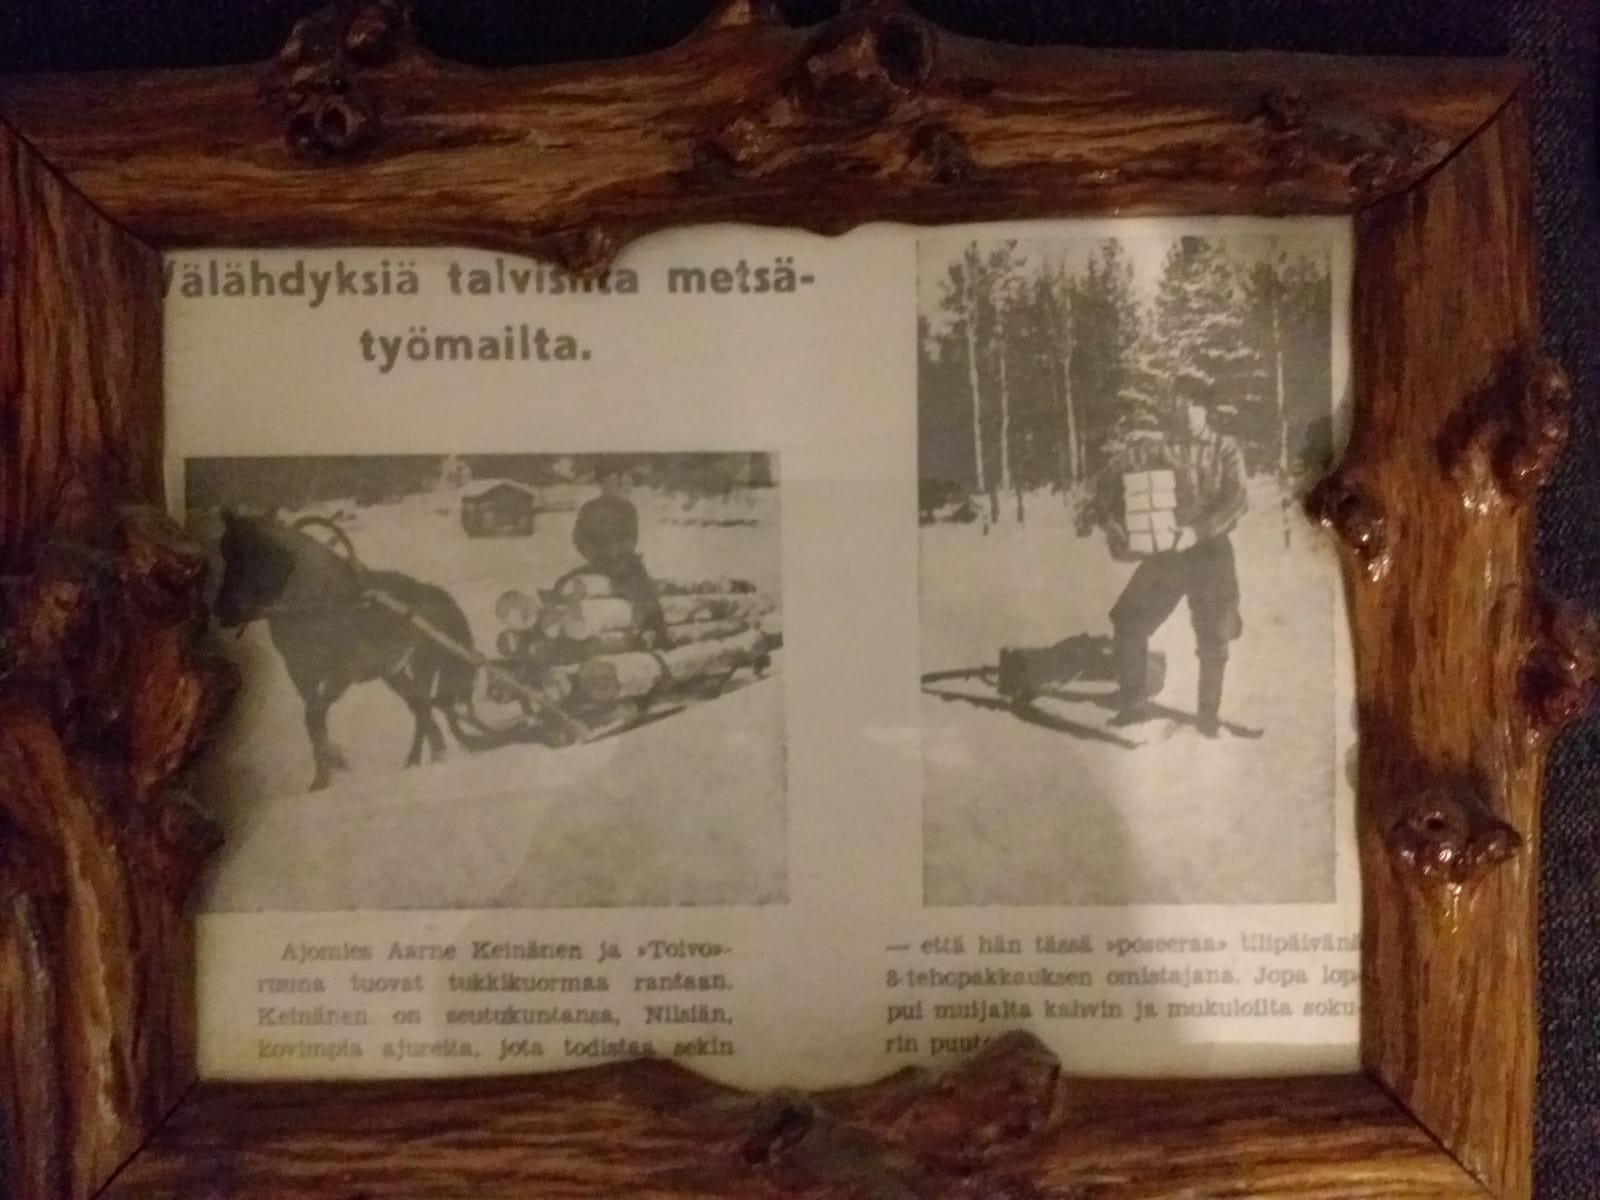 Välähdyksiä talvisilta metsä-
työmailta.
Ajomies Aarne Keinänen ja »Toivo»-
ruuna tuovat tukkikuormaa rantaan.
Keinänen on seutukuntansa, Nilsiän,
kovimpia ajureita, jota todistaa sekin
— että hän tässä »poseeraa» tilipäivänä
8-tehopakkauksen omistajana. Jopa lop-
pui muijalta kahwin ja mukuloilta soku-
rin puute